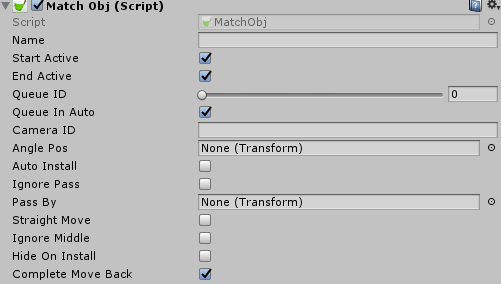 Match Obj (Script)
Script MatchObj
Name
Start Active
End Active
Queue ID 0
Queue In Auto
Camera ID
Angle Pos None (Transform)
Auto Install
Ignore Pass
Pass By None (Transform)
Straight Move
Ignore Middle
Hide On Install
Complete Move Back